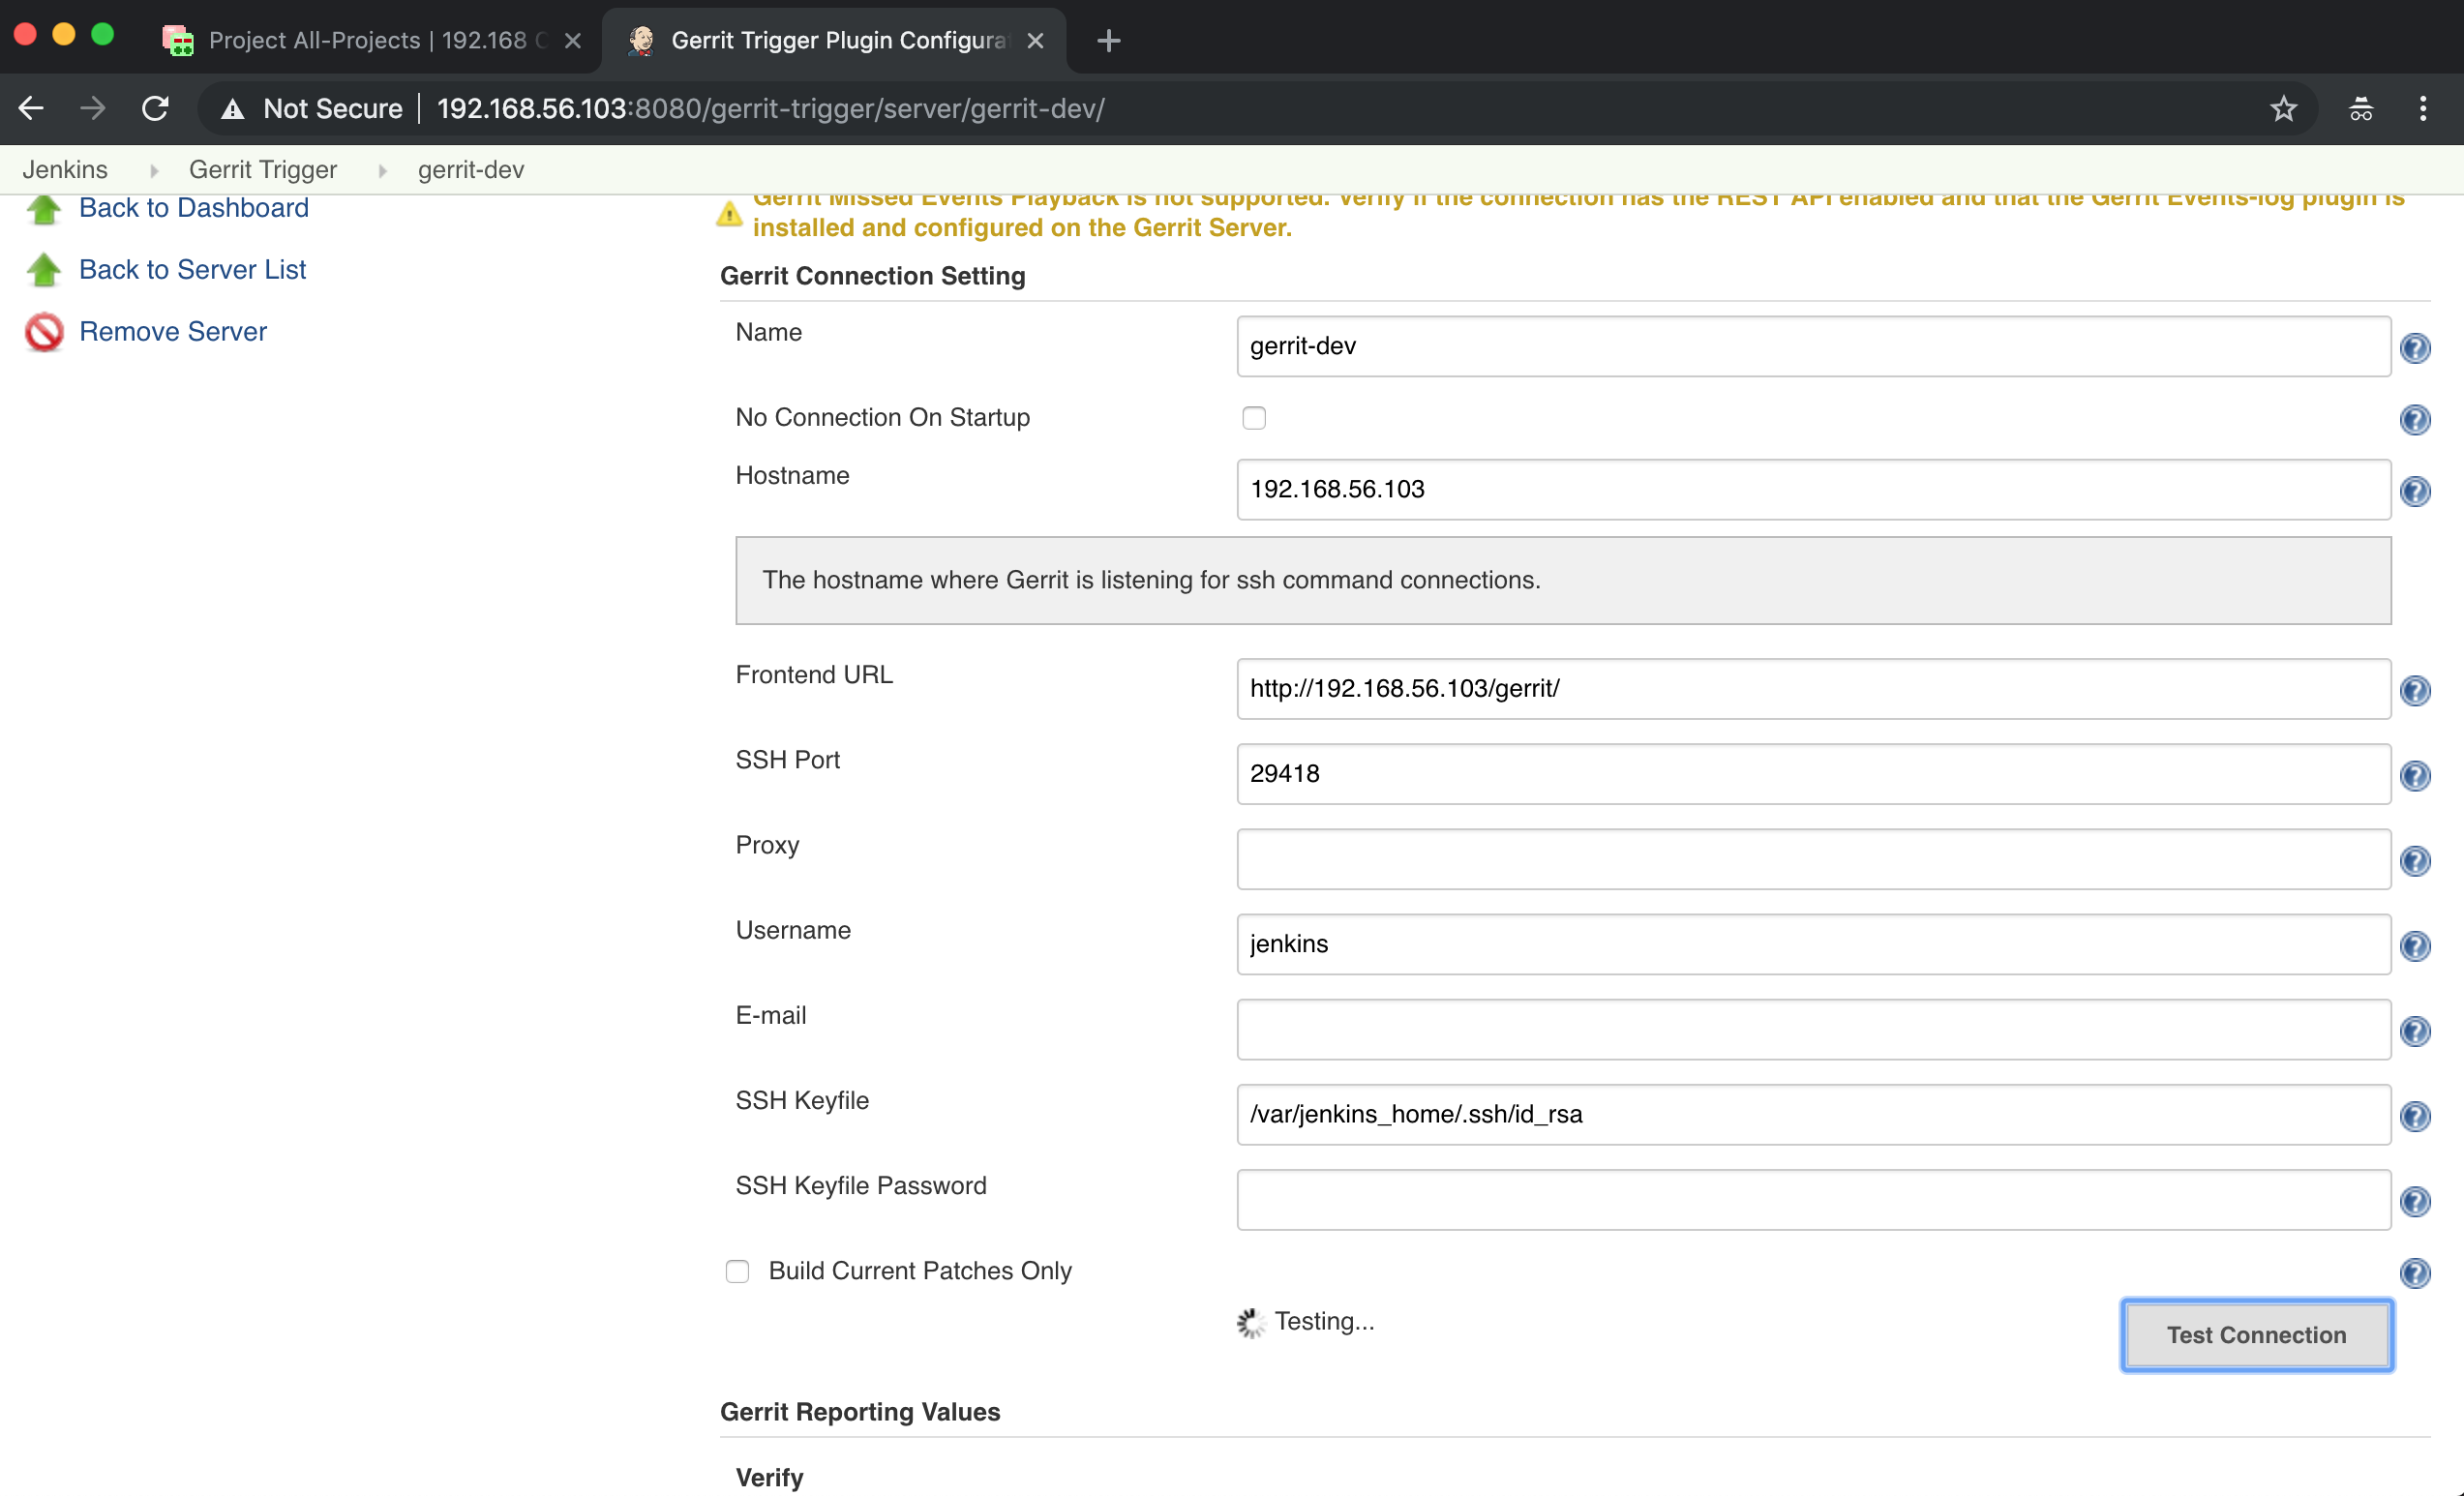 Project All-Projects | 192.168
Gerrit Trigger Plugin Configura
Not Secure 192.168.56.103:8080/gerrit-trigger/server/gerrit-dev/
Jenkins Gerrit Trigger gerrit-dev
Back to Dashboard
Back to Server List
Remove Server
Gerrit Missed Events Playback is not supported. Verify if the connection has the REST API enabled and that the Gerrit Events-log plugin is
installed and configured on the Gerrit Server.
Gerrit Connection Setting
Name gerrit-dev
No Connection On Startup
Hostname 192.168.56.103
The hostname where Gerrit is listening for ssh command connections.
Frontend URL http://192.168.56.103/gerrit/
SSH Port 29418
Proxy
Username jenkins
E-mail
SSH Keyfile /var/jenkins_home/.ssh/id_rsa
SSH Keyfile Password
Build Current Patches Only
Testing...
Test Connection
Gerrit Reporting Values
Verify